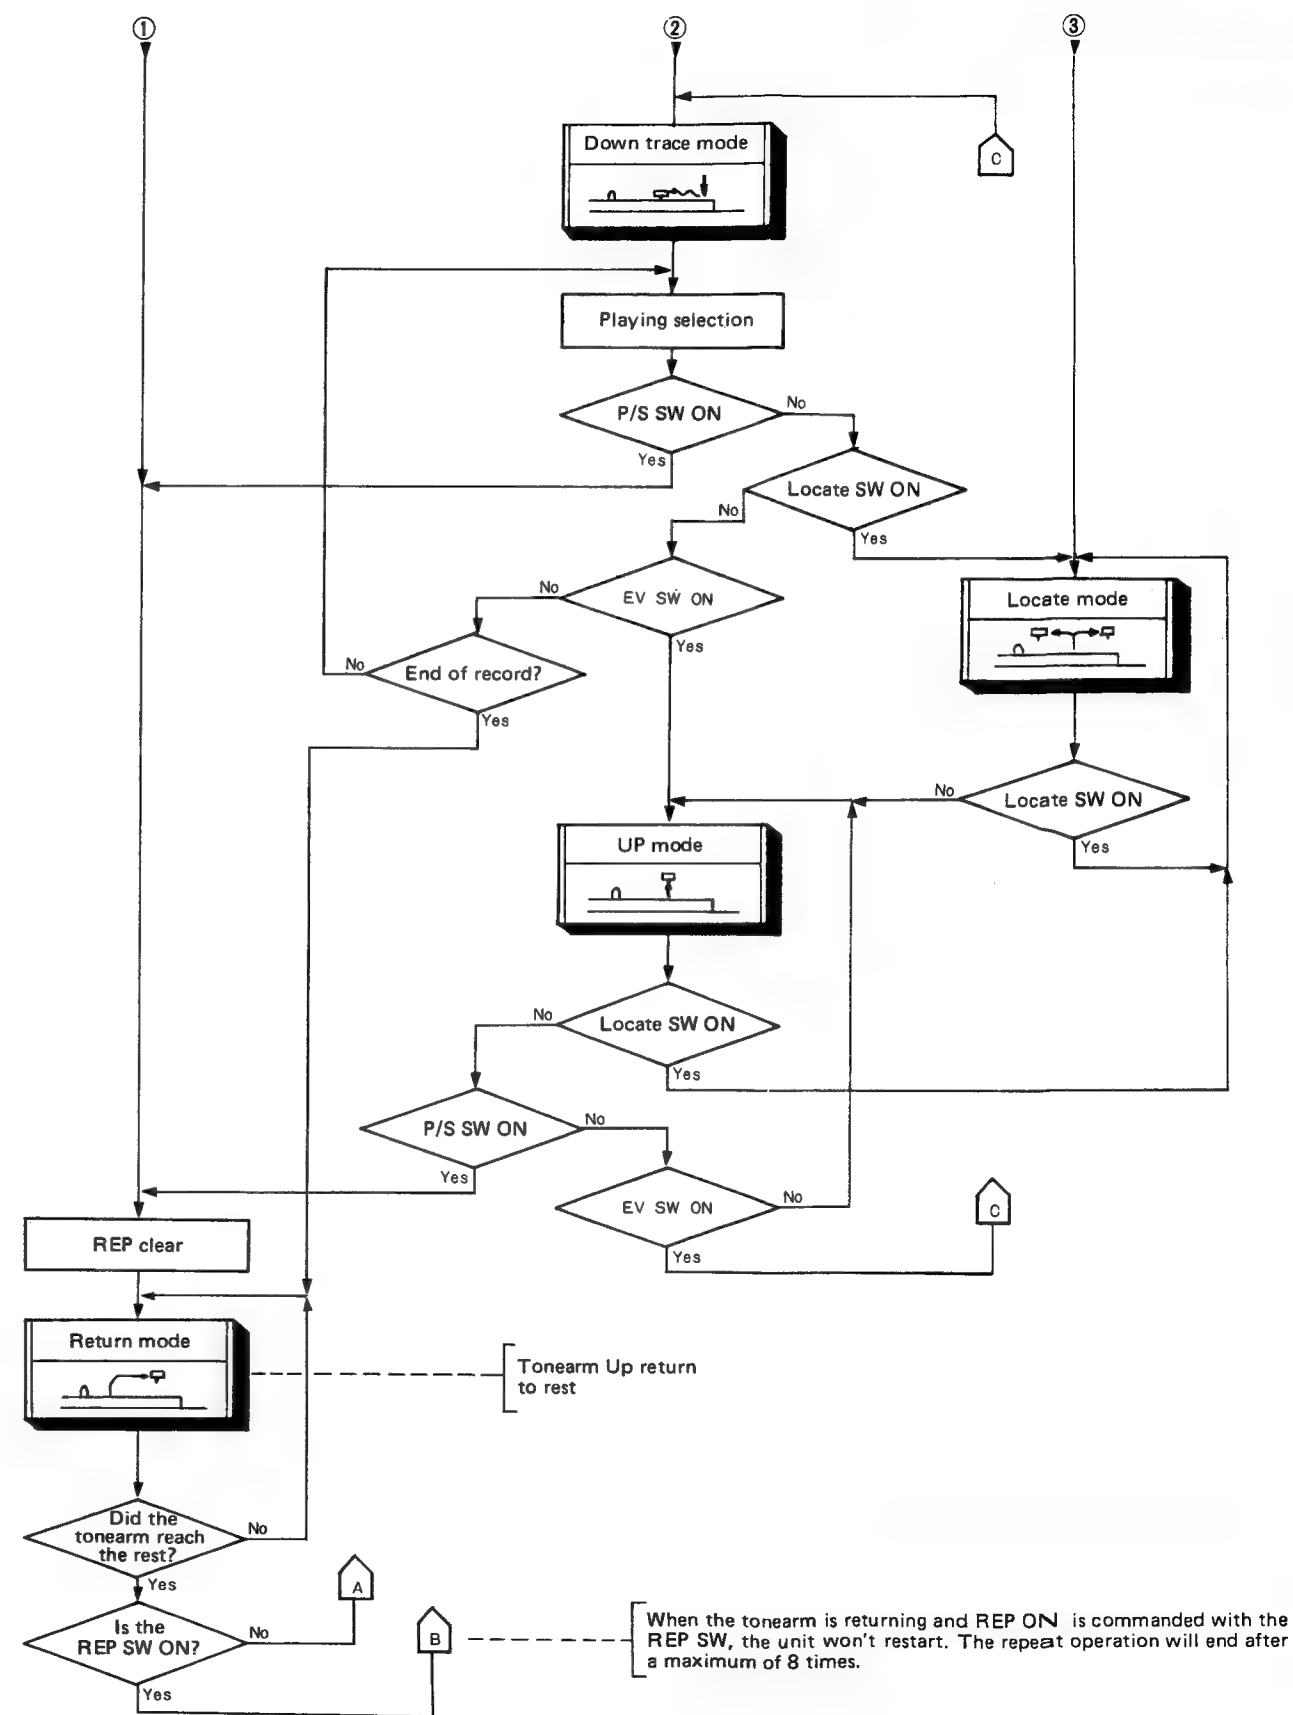 ①
②
③
Down trace mode
C
Playing selection
P/S SW ON
No
Yes
Locate SW ON
No
Yes
EV SW ON
No
Yes
Locate mode
End of record?
No
Yes
Locate SW ON
No
Yes
UP mode
Locate SW ON
No
Yes
P/S SW ON
No
Yes
EV SW ON
No
Yes
C
REP clear
Return mode
Tonearm Up return
to rest
Did the
tonearm reach
the rest?
No
Yes
A
Is the
REP SW ON?
No
Yes
B
When the tonearm is returning and REP ON is commanded with the
REP SW, the unit won't restart. The repeat operation will end after
a maximum of 8 times.